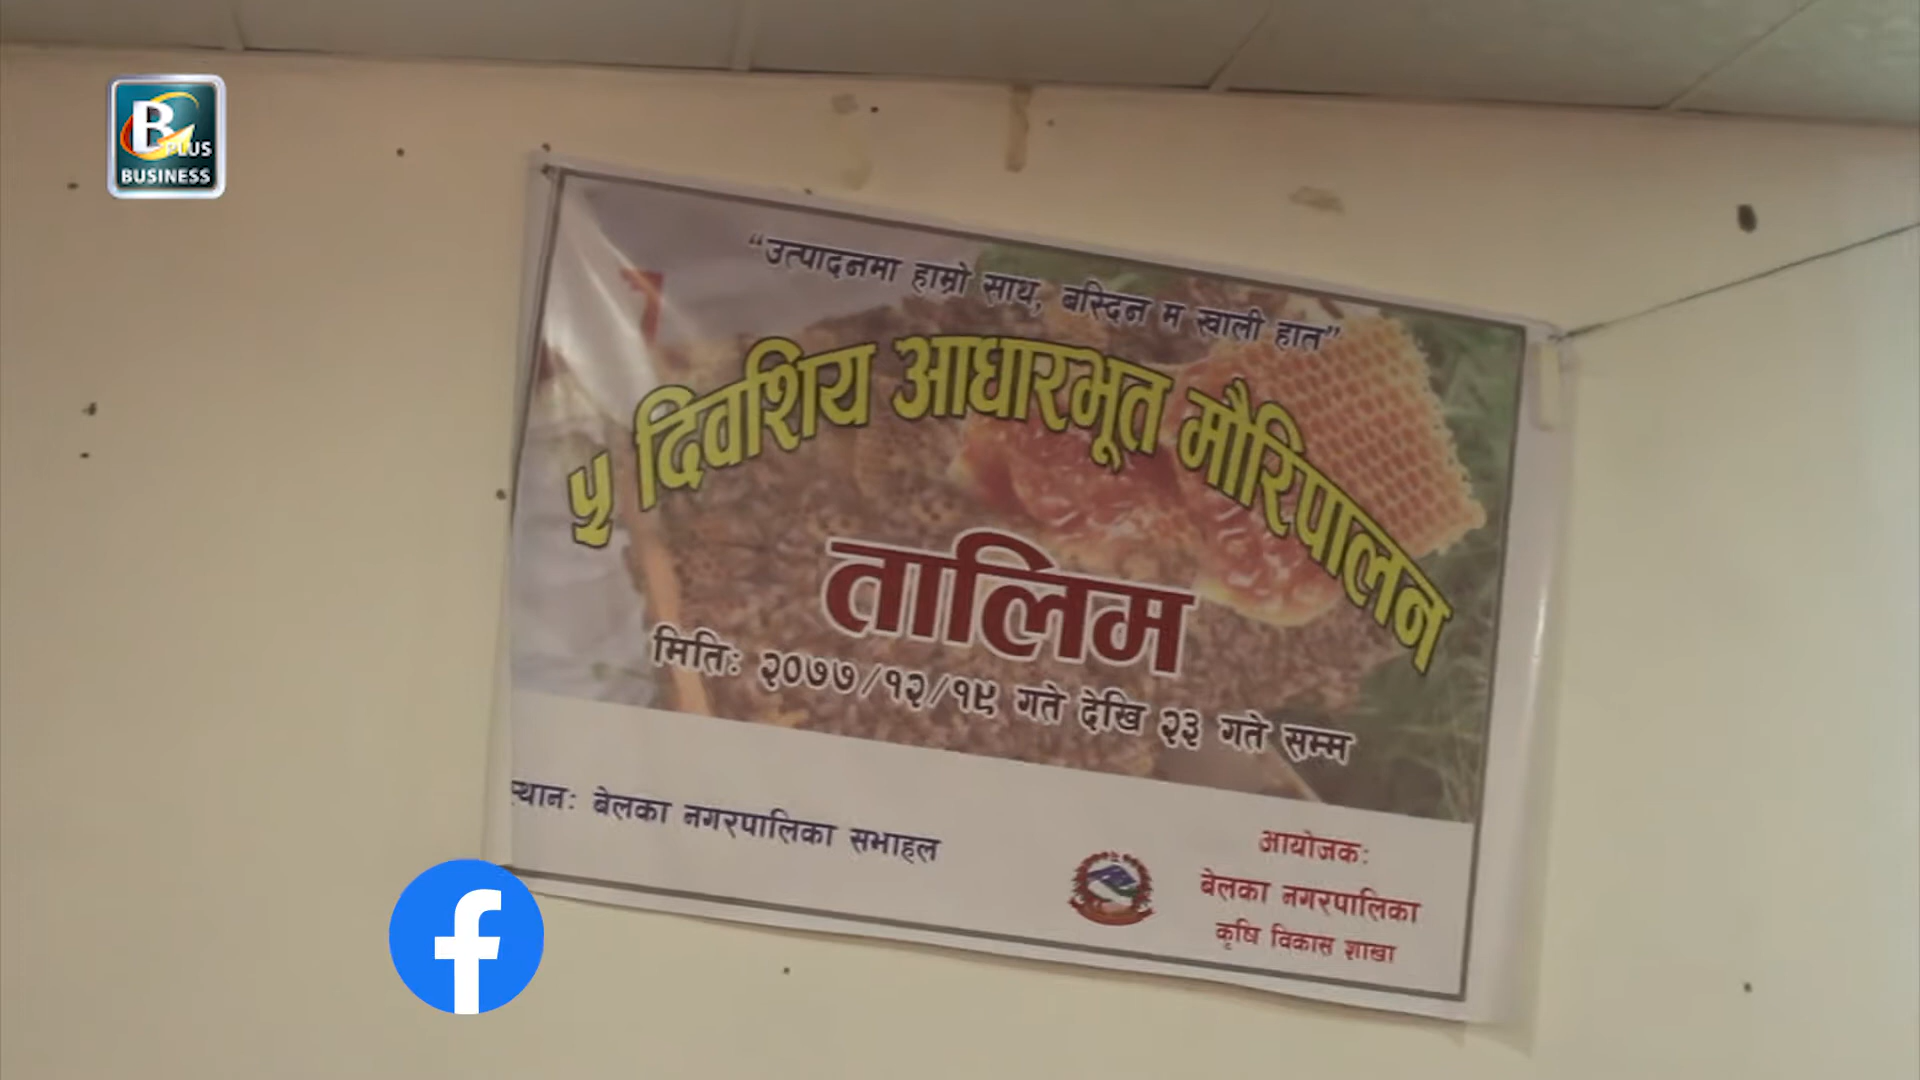 B PLUS
BUSINESS
“उत्पादनमा हाम्रो साथ, बस्दिन म खाली हात”
५ दिवशिय आधारभूत मौरिपालन
तालिम
मितिः २०७७/१२/१९ गते देखि २३ गते सम्म
स्थानः बेलका नगरपालिका सभाहल
आयोजकः
बेलका नगरपालिका
कृषि विकास शाखा